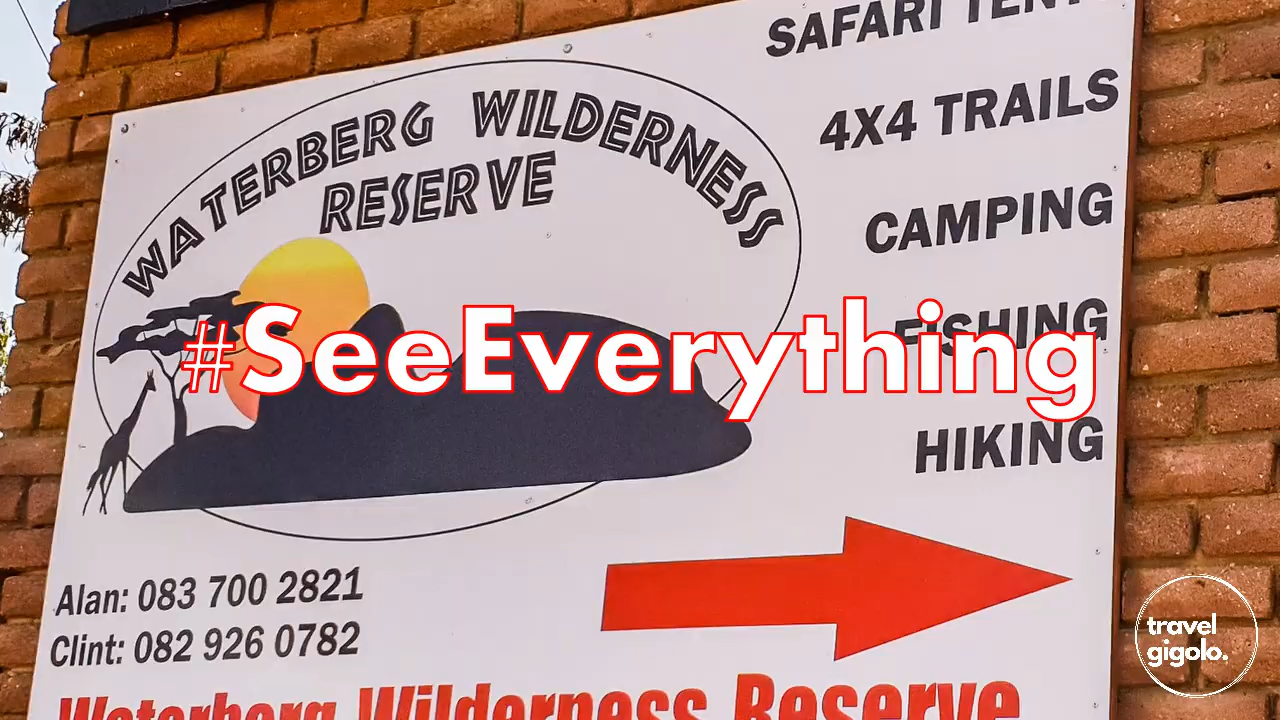 SAFARI TENTS
4X4 TRAILS
CAMPING
FISHING
HIKING
WATERBERG WILDERNESS
RESERVE
#SeeEverything
Alan: 083 700 2821
Clint: 082 926 0782
Waterberg Wilderness Reserve
travel
gigolo.